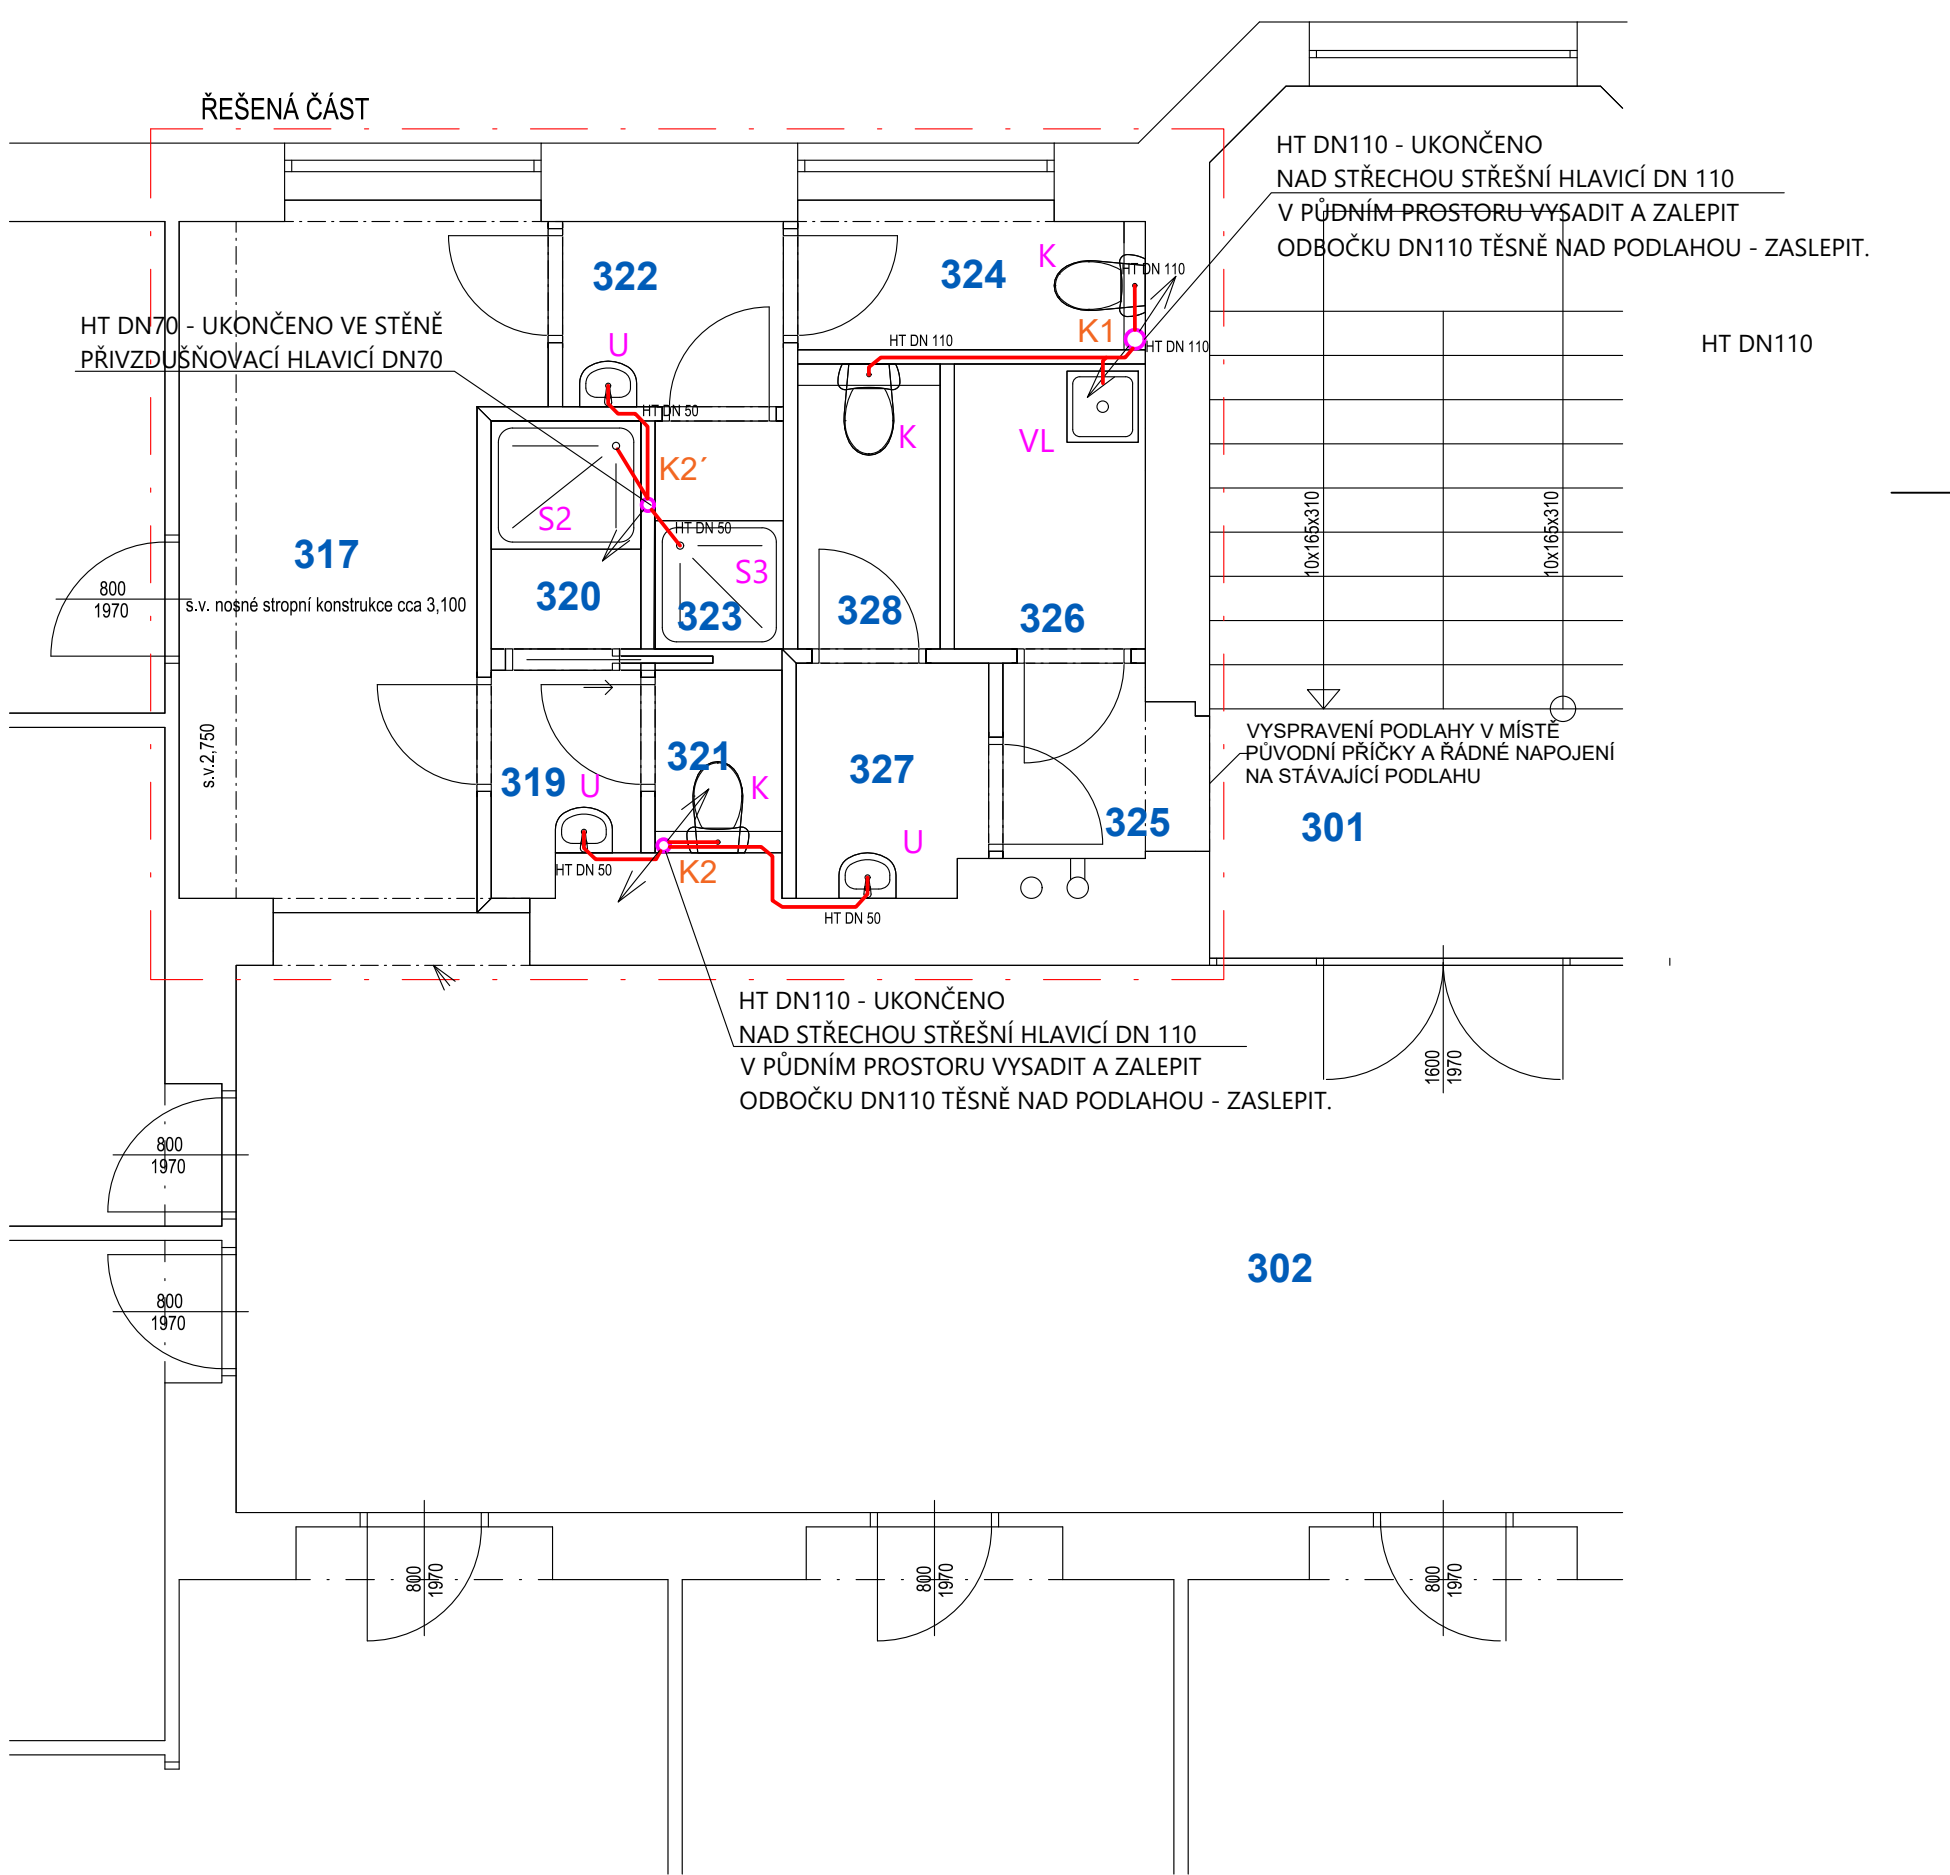 ŘEŠENÁ ČÁST
HT DN110 - UKONČENO
NAD STŘECHOU STŘEŠNÍ HLAVICÍ DN 110
V PŮDNÍM PROSTORU VYSADIT A ZALEPIT
ODBOČKU DN110 TĚSNĚ NAD PODLAHOU - ZASLEPIT.
322
324
K
HT DN 110
HT DN70 - UKONČENO VE STĚNĚ
PŘIVZDUŠŇOVACÍ HLAVICÍ DN70
U
HT DN 110
K1
HT DN 110
HT DN110
HT DN 50
K
VL
K2´
S2
HT DN 50
10x165x310
10x165x310
317
S3
800
1970
s.v. nosné stropní konstrukce cca 3,100
320
323
328
326
s.v.2,750
VYSPRAVENÍ PODLAHY V MÍSTĚ
PŮVODNÍ PŘÍČKY A ŘÁDNÉ NAPOJENÍ
NA STÁVAJÍCÍ PODLAHU
319
U
321
K
327
325
301
U
HT DN 50
K2
HT DN 50
HT DN110 - UKONČENO
NAD STŘECHOU STŘEŠNÍ HLAVICÍ DN 110
V PŮDNÍM PROSTORU VYSADIT A ZALEPIT
ODBOČKU DN110 TĚSNĚ NAD PODLAHOU - ZASLEPIT.
1600
1970
800
1970
302
800
1970
800
1970
800
1970
800
1970